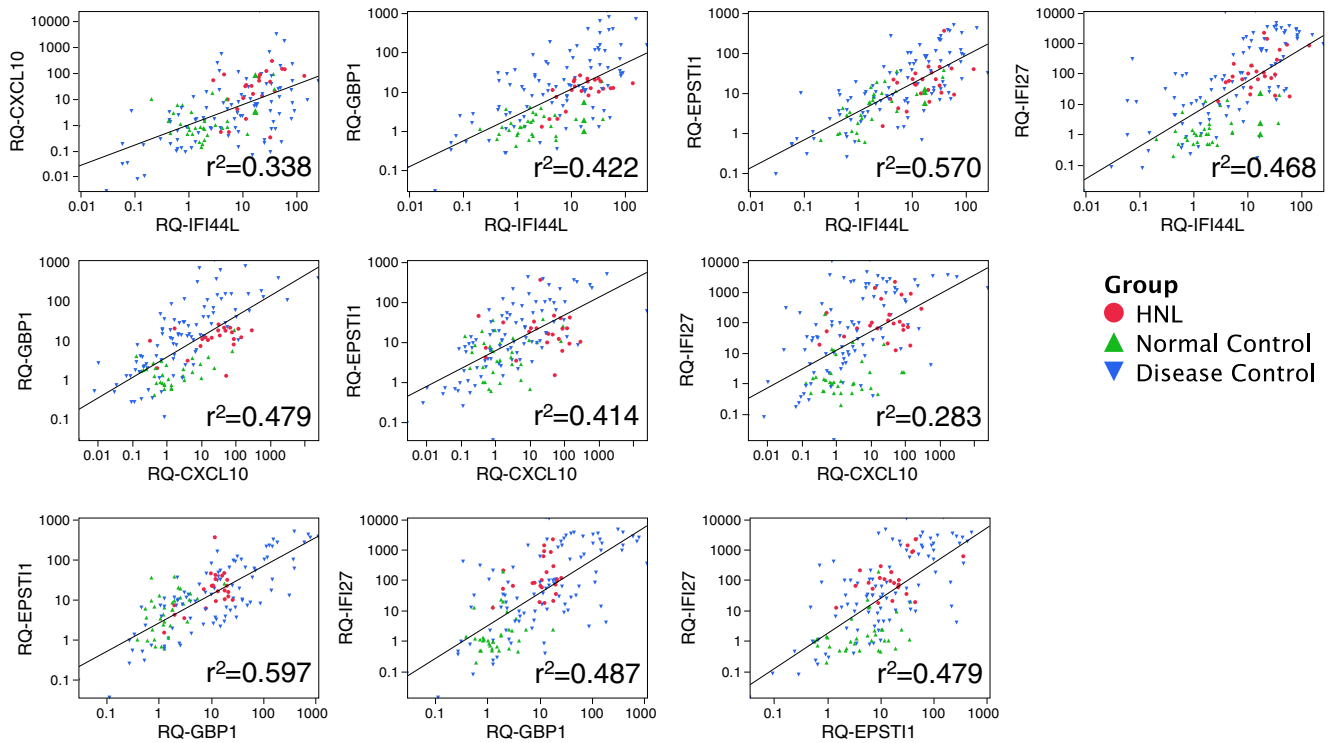 RQ-CXCL10
10000
1000
100
10
1
0.1
0.01
r²=0.338
0.01 0.1 1 10 100
RQ-IFI44L
RQ-GBP1
1000
100
10
1
0.1
r²=0.422
0.01 0.1 1 10 100
RQ-IFI44L
RQ-EPSTI1
1000
100
10
1
0.1
r²=0.570
0.01 0.1 1 10 100
RQ-IFI44L
RQ-IFI27
10000
1000
100
10
1
0.1
r²=0.468
0.01 0.1 1 10 100
RQ-IFI44L
RQ-GBP1
1000
100
10
1
0.1
r²=0.479
0.01 0.1 1 10 100 1000
RQ-CXCL10
RQ-EPSTI1
1000
100
10
1
0.1
r²=0.414
0.01 0.1 1 10 100 1000
RQ-CXCL10
RQ-IFI27
10000
1000
100
10
1
0.1
r²=0.283
0.01 0.1 1 10 100 1000
RQ-CXCL10
Group
HNL
Normal Control
Disease Control
RQ-EPSTI1
1000
100
10
1
0.1
r²=0.597
0.1 1 10 100 1000
RQ-GBP1
RQ-IFI27
10000
1000
100
10
1
0.1
r²=0.487
0.1 1 10 100 1000
RQ-GBP1
RQ-IFI27
10000
1000
100
10
1
0.1
r²=0.479
0.1 1 10 100 1000
RQ-EPSTI1